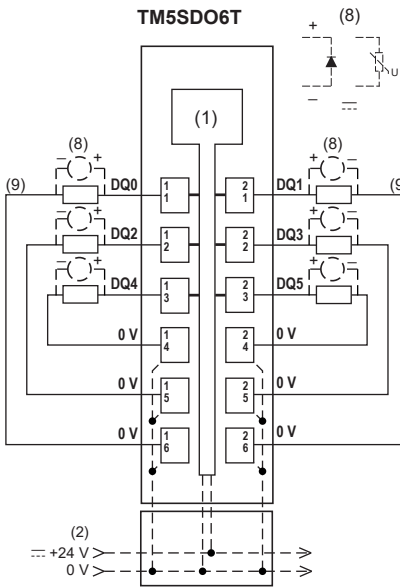 TM5SDO6T
(8)
+
U
−
(1)
(8)
(8)
(9)
− +
DQ0
1 1
2 1
DQ1
+ −
(9
− +
DQ2
1 2
2 2
DQ3
+ −
− +
DQ4
1 3
2 3
DQ5
+ −
0 V
1 4
2 4
0 V
0 V
1 5
2 5
0 V
0 V
1 6
2 6
0 V
(2)
+24 V
0 V